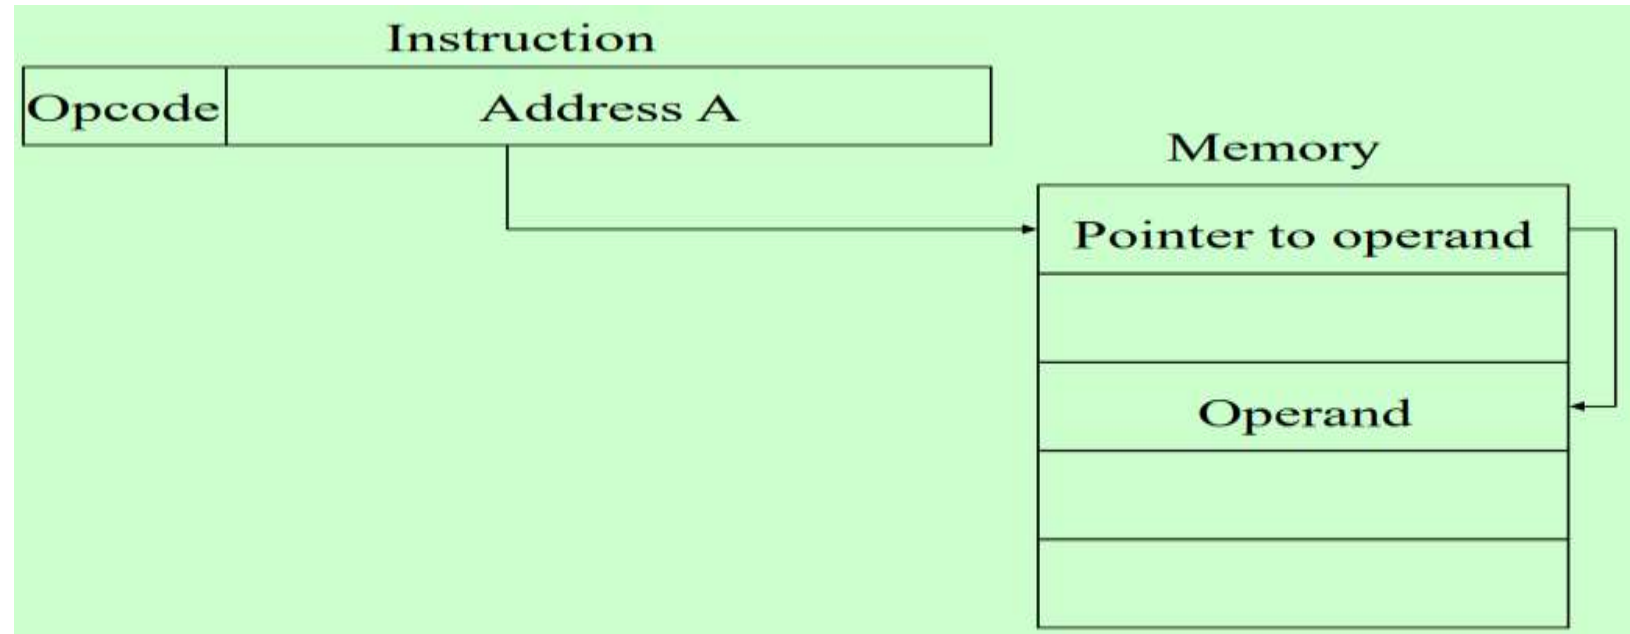 Instruction
Opcode
Address A
Memory
Pointer to operand
Operand